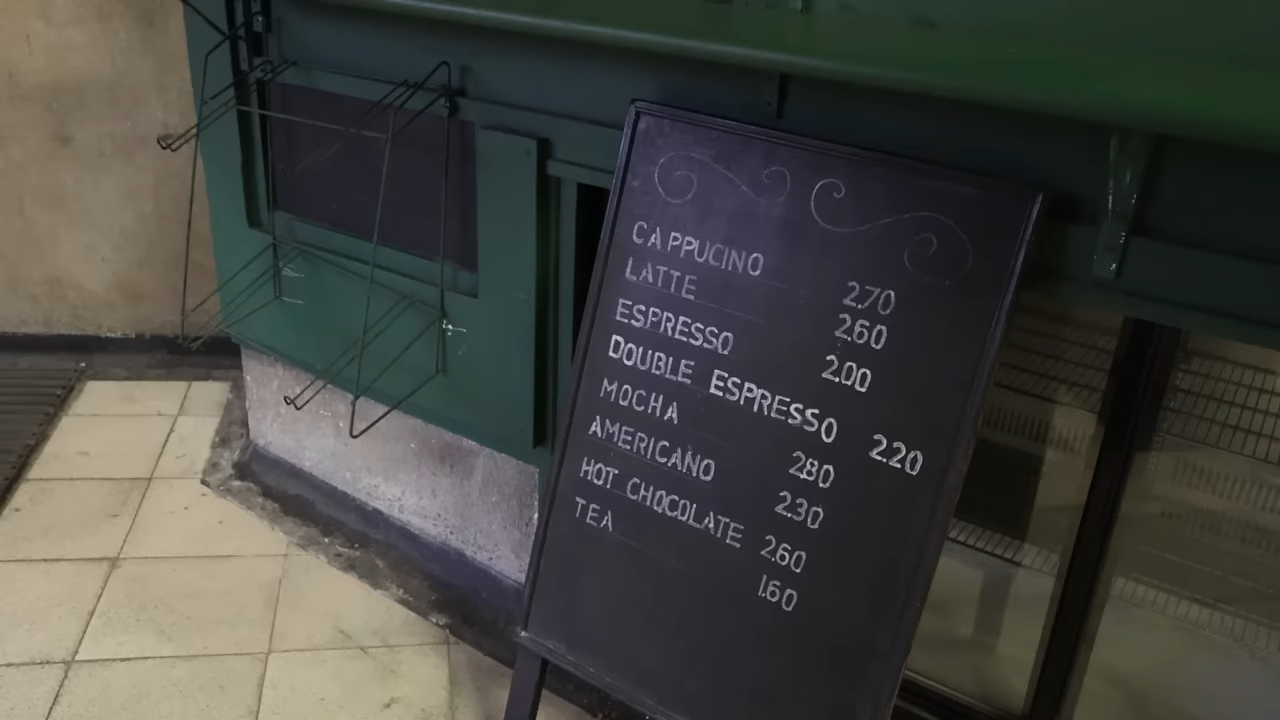 CAPPUCINO 2.70
LATTE 2.60
ESPRESSO 2.00
DOUBLE ESPRESSO 2.20
MOCHA 2.80
AMERICANO 2.30
HOT CHOCOLATE 2.60
TEA 1.60